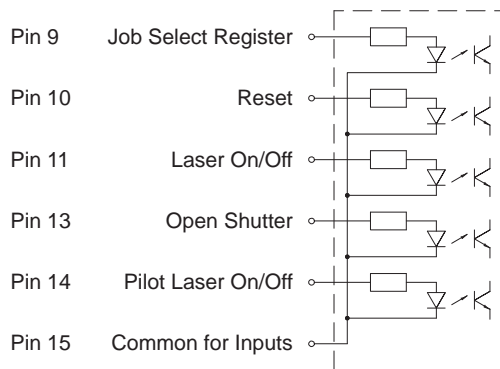 Pin 9 Job Select Register
Pin 10 Reset
Pin 11 Laser On/Off
Pin 13 Open Shutter
Pin 14 Pilot Laser On/Off
Pin 15 Common for Inputs